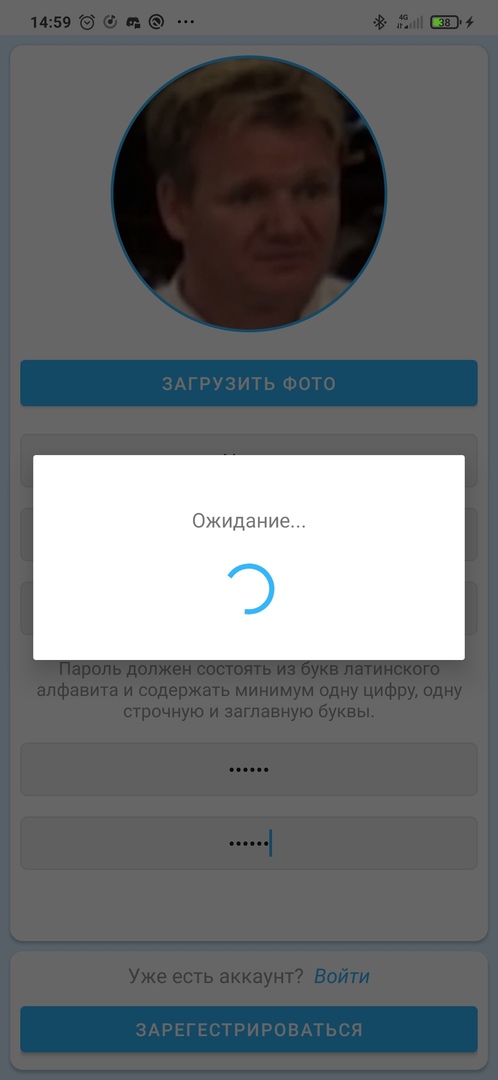 14:59
4G
38
ЗАГРУЗИТЬ ФОТО
Ожидание...
Пароль должен состоять из букв латинского
алфавита и содержать минимум одну цифру, одну
строчную и заглавную буквы.
••••••
••••••
Уже есть аккаунт? Войти
ЗАРЕГЕСТРИРОВАТЬСЯ